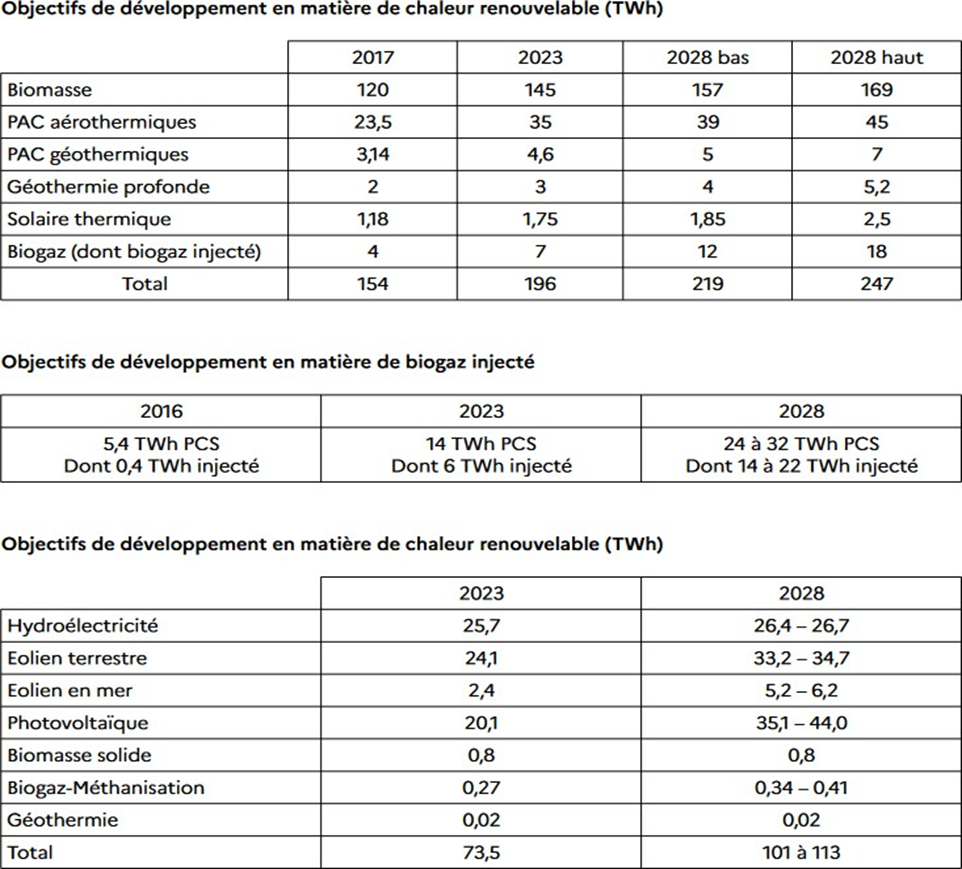 Objectifs de développement en matière de chaleur renouvelable (TWh)
2017 2023 2028 bas 2028 haut
Biomasse 120 145 157 169
PAC aérothermiques 23,5 35 39 45
PAC géothermiques 3,14 4,6 5 7
Géothermie profonde 2 3 4 5,2
Solaire thermique 1,18 1,75 1,85 2,5
Biogaz (dont biogaz injecté) 4 7 12 18
Total 154 196 219 247
Objectifs de développement en matière de biogaz injecté
2016 2023 2028
5,4 TWh PCS 14 TWh PCS 24 à 32 TWh PCS
Dont 0,4 TWh injecté Dont 6 TWh injecté Dont 14 à 22 TWh injecté
Objectifs de développement en matière de chaleur renouvelable (TWh)
2023 2028
Hydroélectricité 25,7 26,4 – 26,7
Eolien terrestre 24,1 33,2 – 34,7
Eolien en mer 2,4 5,2 – 6,2
Photovoltaïque 20,1 35,1 – 44,0
Biomasse solide 0,8 0,8
Biogaz-Méthanisation 0,27 0,34 – 0,41
Géothermie 0,02 0,02
Total 73,5 101 à 113